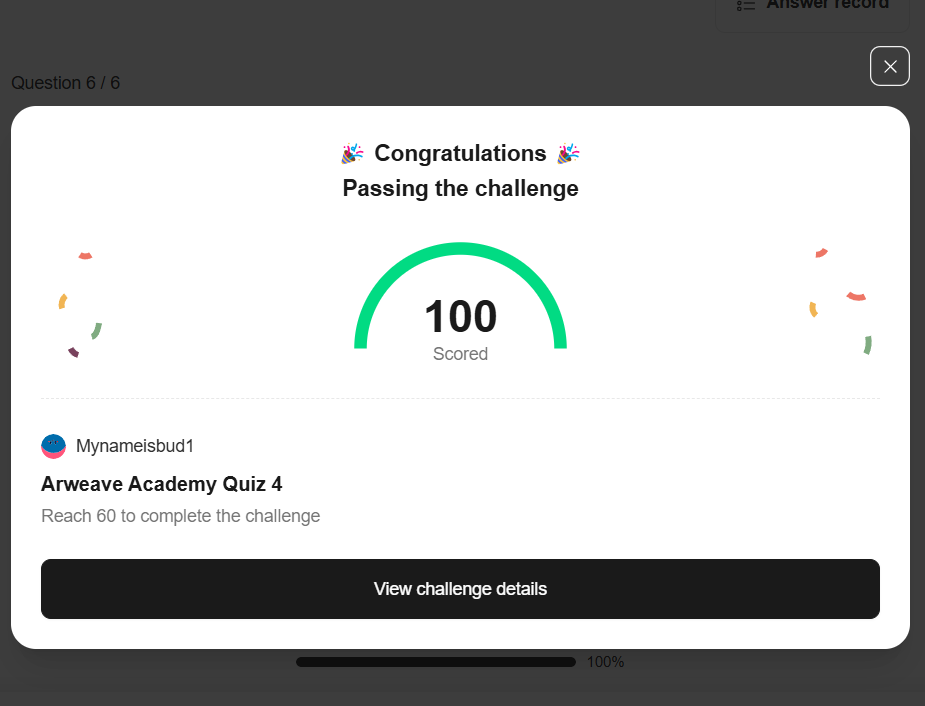 Answer record
Question 6 / 6
Congratulations
Passing the challenge
100
Scored
Mynameisbud1
Arweave Academy Quiz 4
Reach 60 to complete the challenge
View challenge details
100%